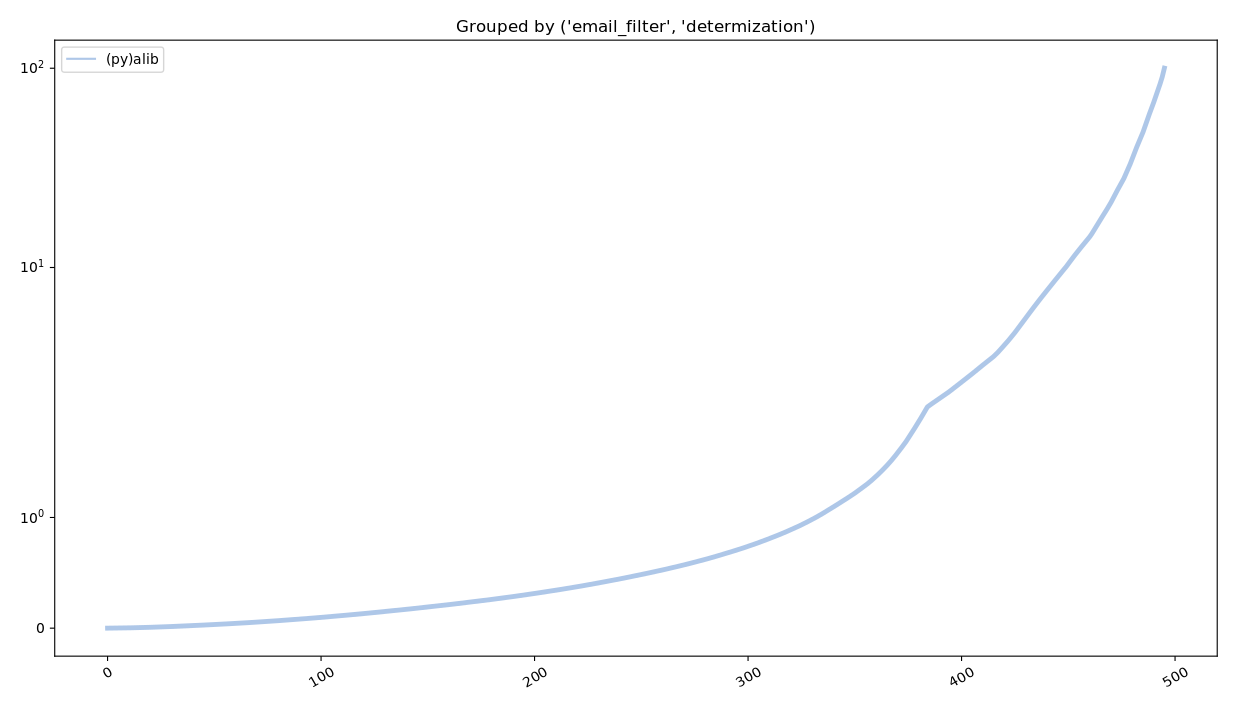 Grouped by ('email_filter', 'determization')
(py)alib
10²
10¹
10⁰
0
0 100 200 300 400 500